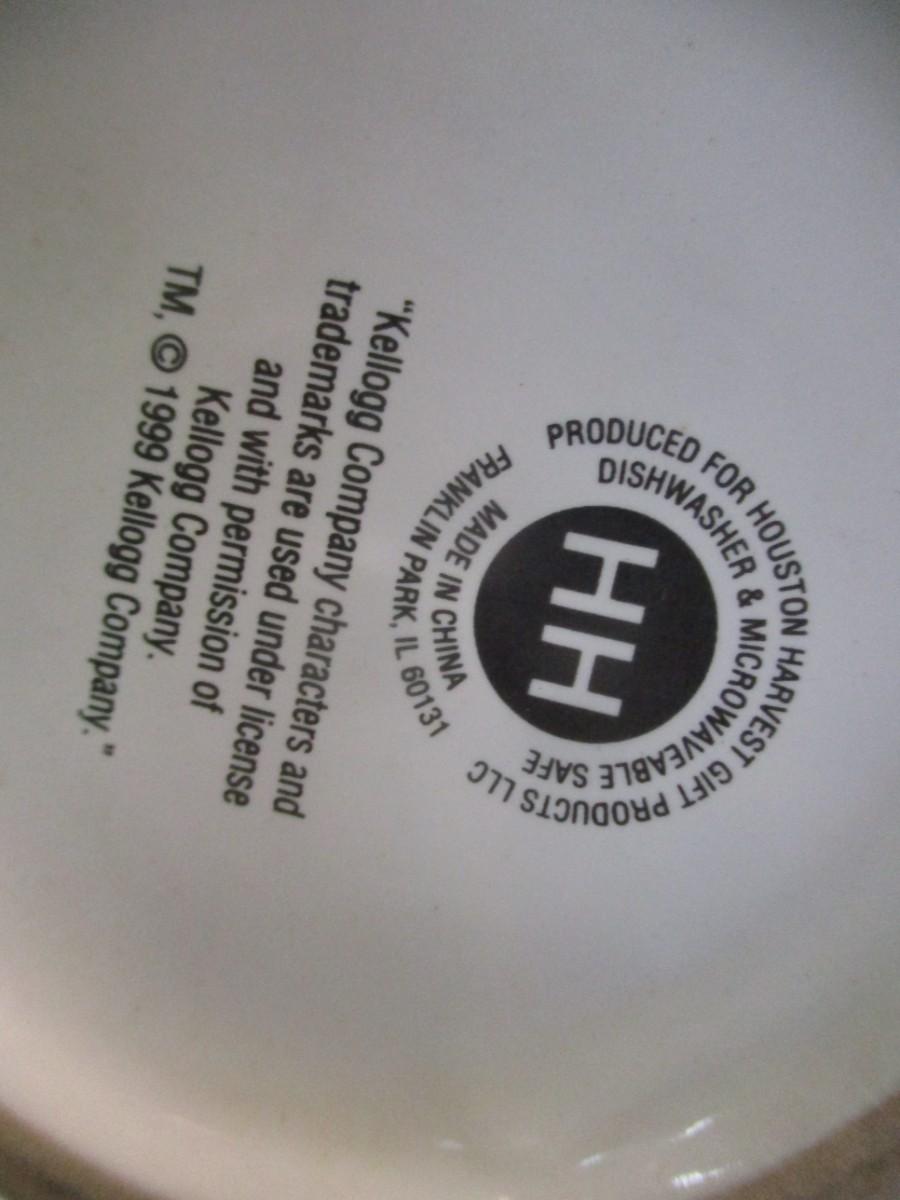 PRODUCED FOR HOUSTON HARVEST GIFT PRODUCTS LLC
DISHWASHER & MICROWAVEABLE SAFE
HH
MADE IN CHINA
FRANKLIN PARK, IL 60131
"Kellogg Company characters and
trademarks are used under license
and with permission of
Kellogg Company.
TM, © 1999 Kellogg Company."